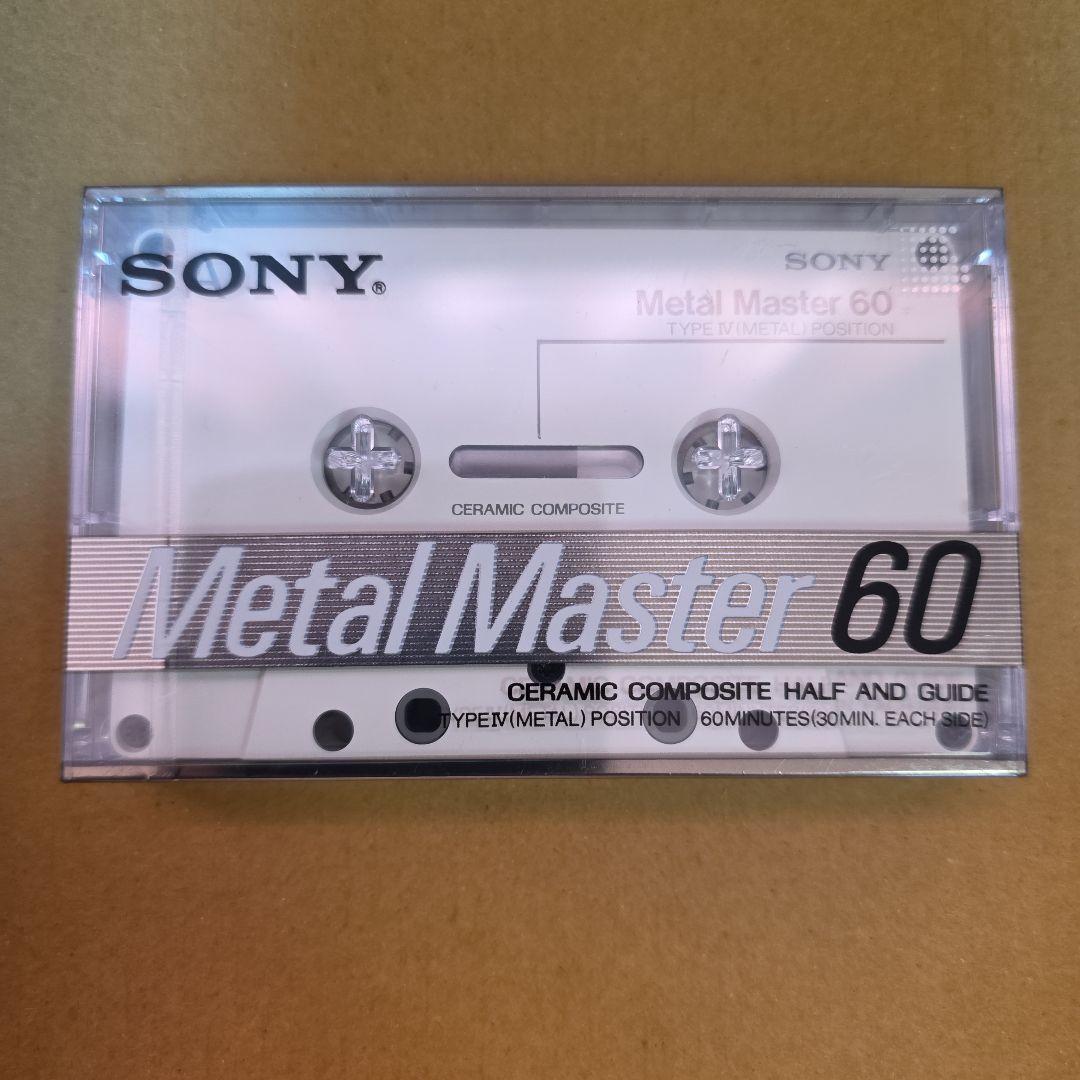 SONY®
SONY
Metal Master 60
TYPE IV (METAL) POSITION
CERAMIC COMPOSITE
Metal Master 60
CERAMIC COMPOSITE HALF AND GUIDE
TYPE IV (METAL) POSITION 60MINUTES (30MIN. EACH SIDE)